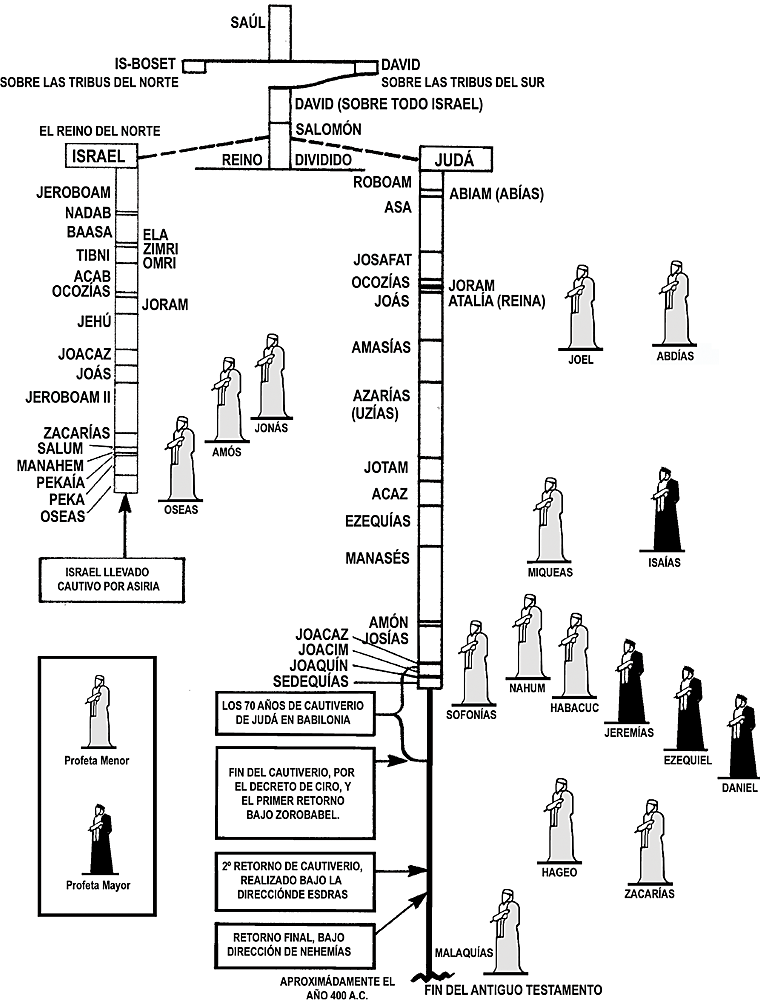 SAÚL
IS-BOSET
DAVID
SOBRE LAS TRIBUS DEL NORTE
SOBRE LAS TRIBUS DEL SUR
DAVID (SOBRE TODO ISRAEL)
SALOMÓN
EL REINO DEL NORTE
ISRAEL
REINO DIVIDIDO
JUDÁ
JEROBOAM
NADAB
BAASA
ELA
ZIMRI
TIBNI
OMRI
ACAB
OCOZÍAS
JORAM
JEHÚ
JOACAZ
JOÁS
JEROBOAM II
ZACARÍAS
SALUM
MANAHEM
PEKAÍA
PEKA
OSEAS
ISRAEL LLEVADO
CAUTIVO POR ASIRIA
OSEAS
AMÓS
JONÁS
ROBOAM
ABIAM (ABÍAS)
ASA
JOSAFAT
OCOZÍAS
JORAM
JOÁS
ATALÍA (REINA)
AMASÍAS
AZARÍAS
(UZÍAS)
JOTAM
ACAZ
EZEQUÍAS
MANASÉS
AMÓN
JOSÍAS
JOACAZ
JOACIM
JOAQUÍN
SEDEQUÍAS
JOEL
ABDÍAS
MIQUEAS
ISAÍAS
SOFONÍAS
NAHUM
HABACUC
JEREMÍAS
EZEQUIEL
DANIEL
LOS 70 AÑOS DE CAUTIVERIO
DE JUDÁ EN BABILONIA
FIN DEL CAUTIVERIO, POR
EL DECRETO DE CIRO, Y
EL PRIMER RETORNO
BAJO ZOROBABEL.
HAGEO
ZACARÍAS
2º RETORNO DE CAUTIVERIO,
REALIZADO BAJO LA
DIRECCIÓNDE ESDRAS
RETORNO FINAL, BAJO
DIRECCIÓN DE NEHEMÍAS
MALAQUÍAS
APROXIMÁDAMENTE EL
AÑO 400 A.C.
FIN DEL ANTIGUO TESTAMENTO
Profeta Menor
Profeta Mayor